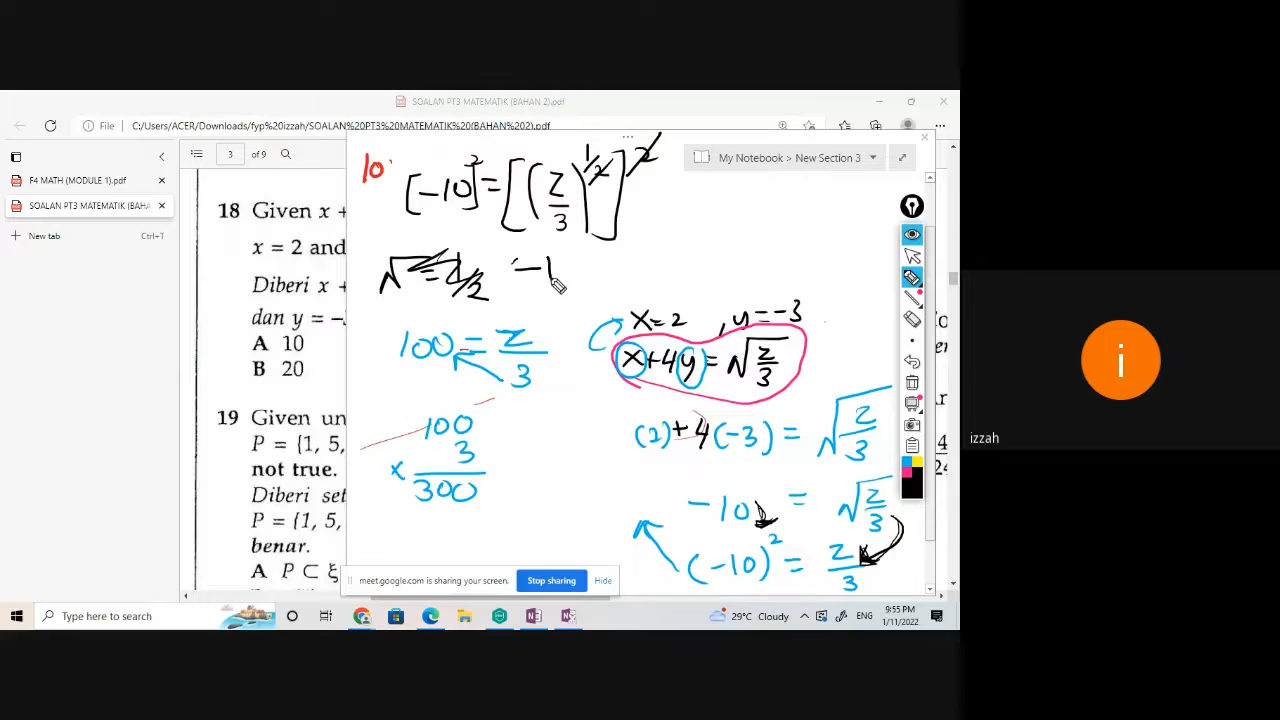 SOALAN PT3 MATEMATIK (BAHAN 2).pdf
File
C:/Users/ACER/Downloads/fyp%20izzah/SOALAN%20PT3%20MATEMATIK%20(BAHAN%202).pdf
3 of 9
F4 MATH (MODULE 1).pdf
SOALAN PT3 MATEMATIK (BAHA
New tab
Ctrl+T
My Notebook > New Section 3
18 Given x +
x = 2 and
Diberi x +
dan y = –
A 10
B 20
19 Given un
P = {1, 5,
not true.
Diberi set
P = {1, 5,
benar.
A P ⊂ ξ
10
[-10]² = [(z/3)^1/2]^2
√ = 1/2
-1
100 = z/3
100
3
×
300
x=2 , y=-3
x+4y = √z/3
(2)+4(-3) = √z/3
-10 = √z/3
(-10)² = z/3
meet.google.com is sharing your screen.
Stop sharing
Hide
Type here to search
29°C Cloudy
ENG
9:55 PM
1/11/2022
i
izzah